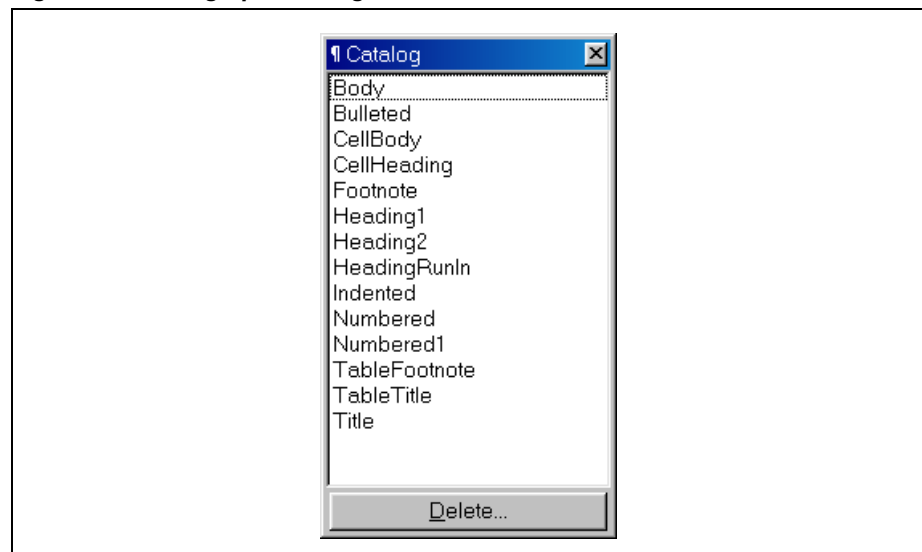 ¶ Catalog
Body
Bulleted
CellBody
CellHeading
Footnote
Heading1
Heading2
HeadingRunIn
Indented
Numbered
Numbered1
TableFootnote
TableTitle
Title
Delete...